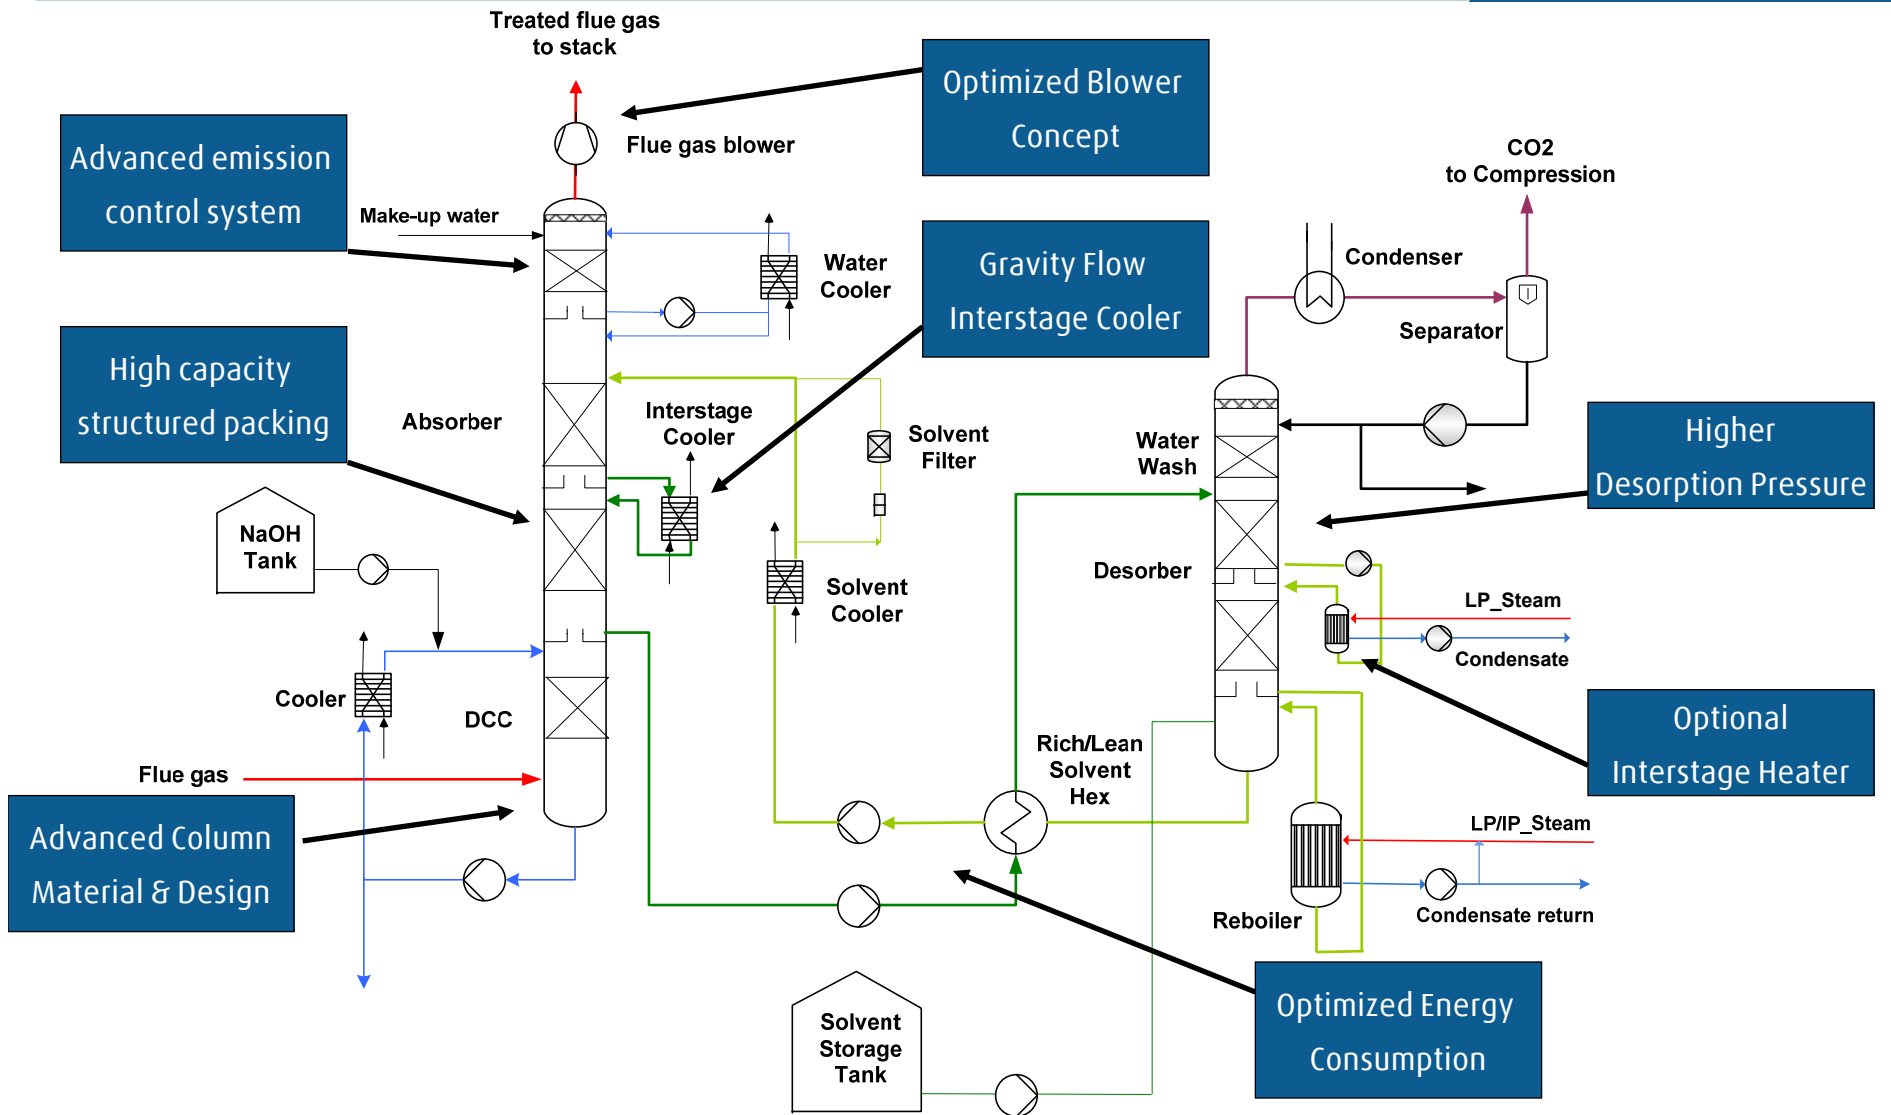 Treated flue gas
to stack
Optimized Blower
Concept
Flue gas blower
Advanced emission
control system
CO2
to Compression
Make-up water
Water
Cooler
Gravity Flow
Interstage Cooler
Condenser
Separator
High capacity
structured packing
Absorber
Interstage
Cooler
Solvent
Filter
Water
Wash
Higher
Desorption Pressure
NaOH
Tank
Solvent
Cooler
Desorber
LP_Steam
Condensate
Cooler
DCC
Optional
Interstage Heater
Rich/Lean
Solvent
Hex
Flue gas
Advanced Column
Material & Design
LP/IP_Steam
Reboiler
Condensate return
Solvent
Storage
Tank
Optimized Energy
Consumption